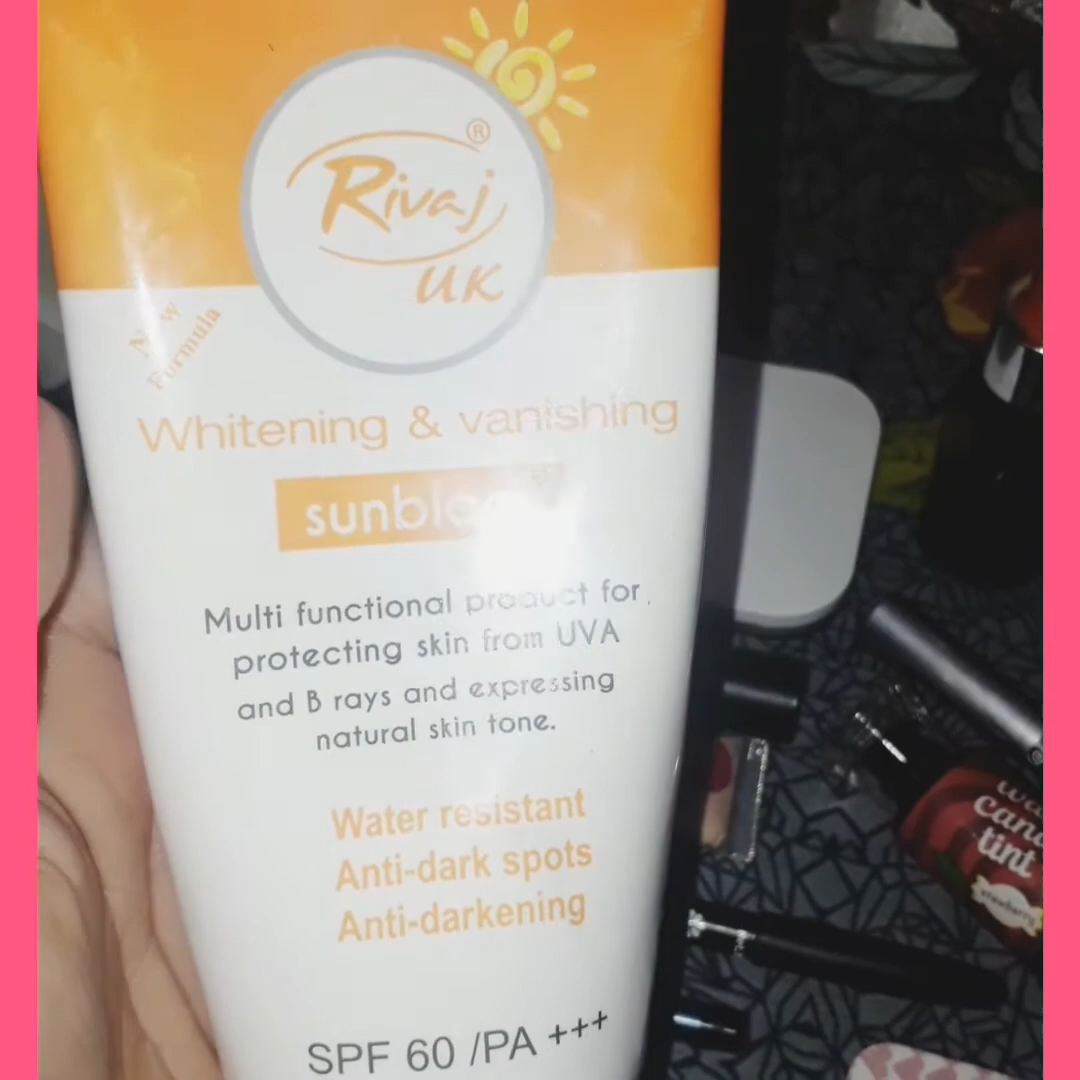 Rivaj®
UK
New
Formula
Whitening & vanishing
Multi functional product for
protecting skin from UVA
and B rays and expressing
natural skin tone.
Water resistant
Anti-dark spots
Anti-darkening
SPF 60 /PA +++
tint
strawberry